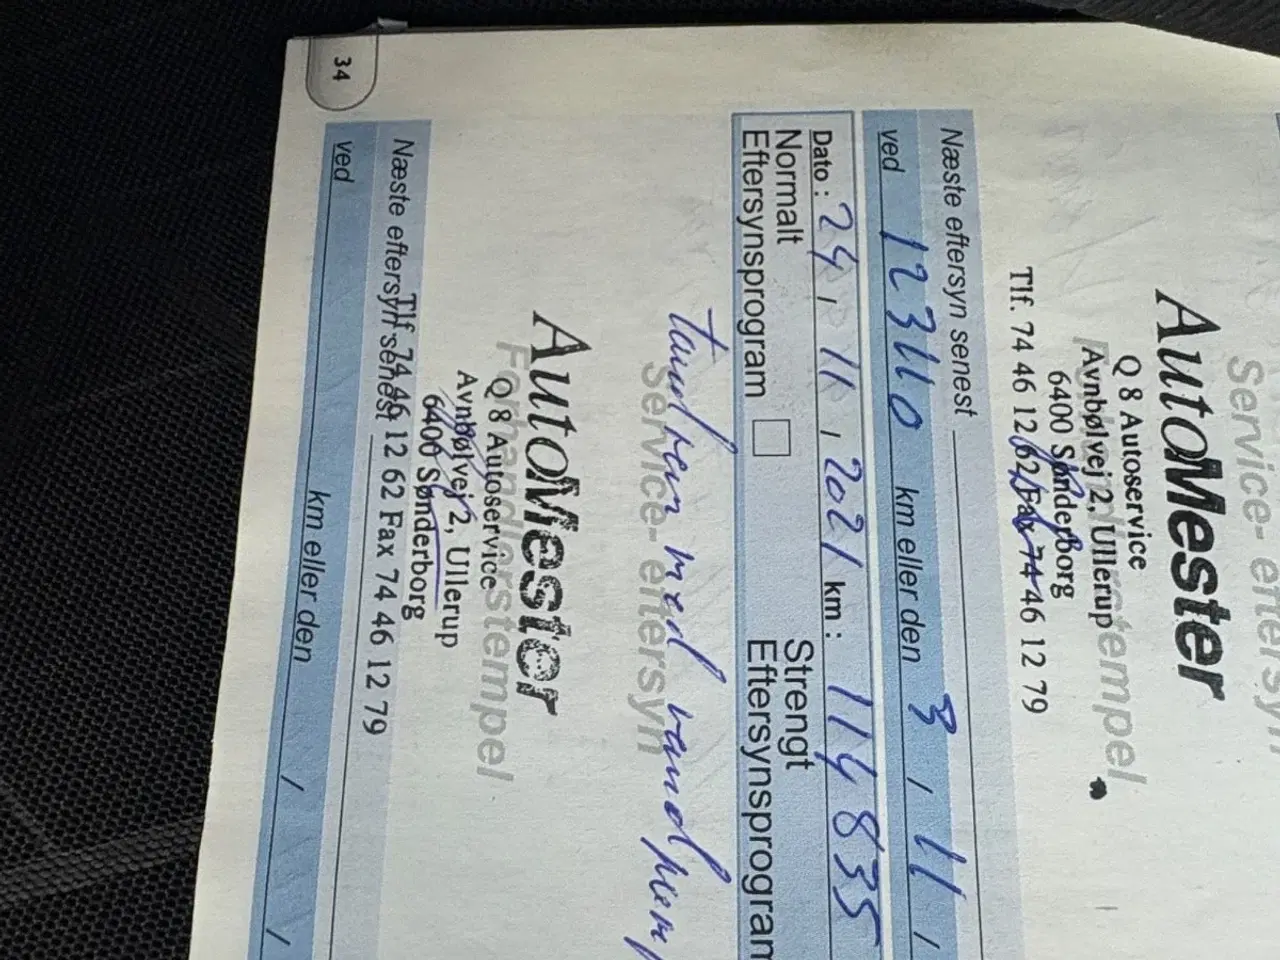 Service- eftersyn
AutoMester
Forhandlerstempel
Q 8 Autoservice
Avnbølvej 2, Ullerup
6400 Sønderborg
Tlf. 74 46 12 62 Fax 74 46 12 79
Næste eftersyn senest
ved 123110 km eller den 3 / 11 /
Dato : 24 , 11 , 2021 km : 114835
Normalt Eftersynsprogram
Strengt Eftersynsprogram
tandrem med vandpump
Service- eftersyn
AutoMester
Forhandlerstempel
Q 8 Autoservice
Avnbølvej 2, Ullerup
6400 Sønderborg
Tlf. 74 46 12 62 Fax 74 46 12 79
Næste eftersyn senest
ved km eller den / /
34